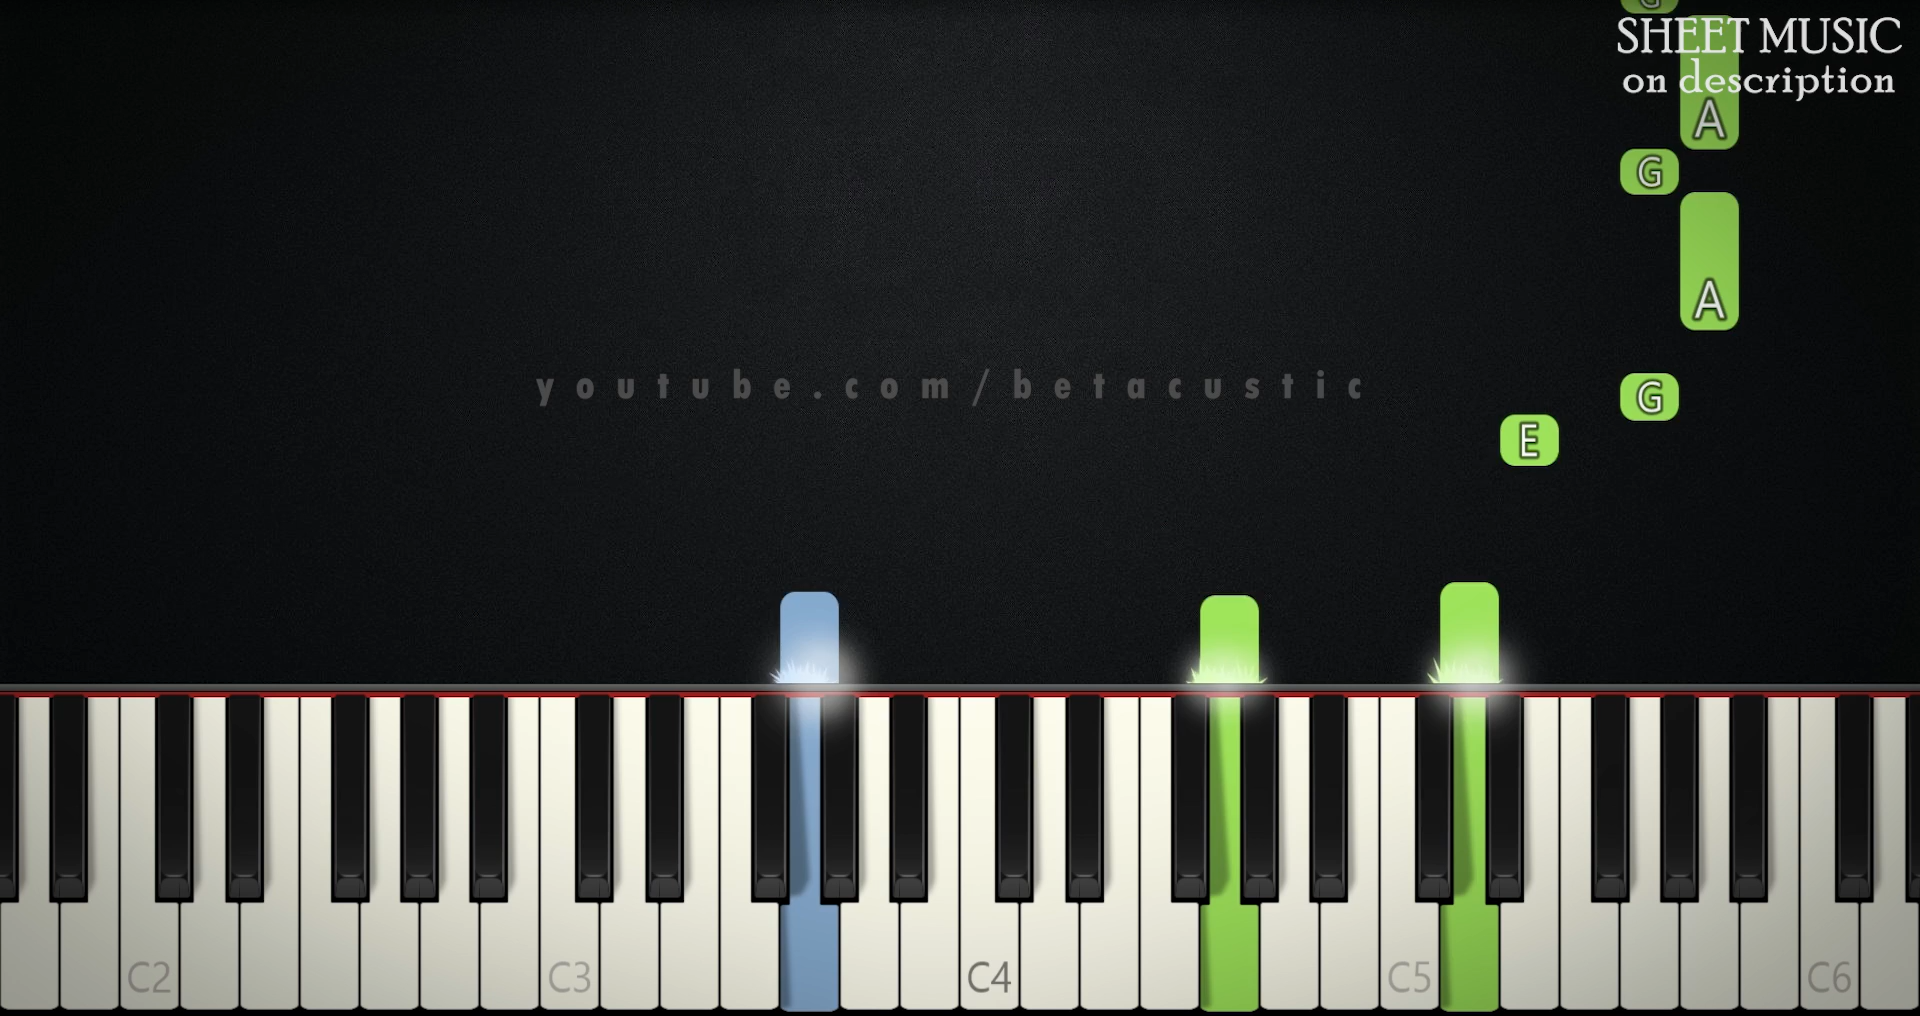 G
SHEET MUSIC
on description
A
G
A
youtube.com/betacustic
G
E
C2 C3 C4 C5 C6